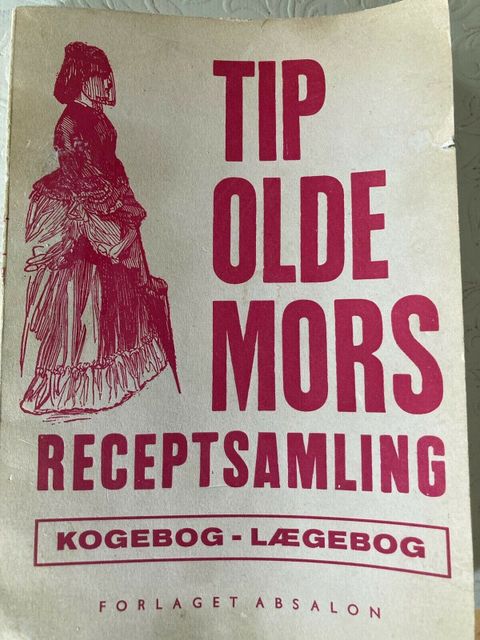 TIP
OLDE
MORS
RECEPTSAMLING
KOGEBOG - LÆGEBOG
FORLAGET ABSALON